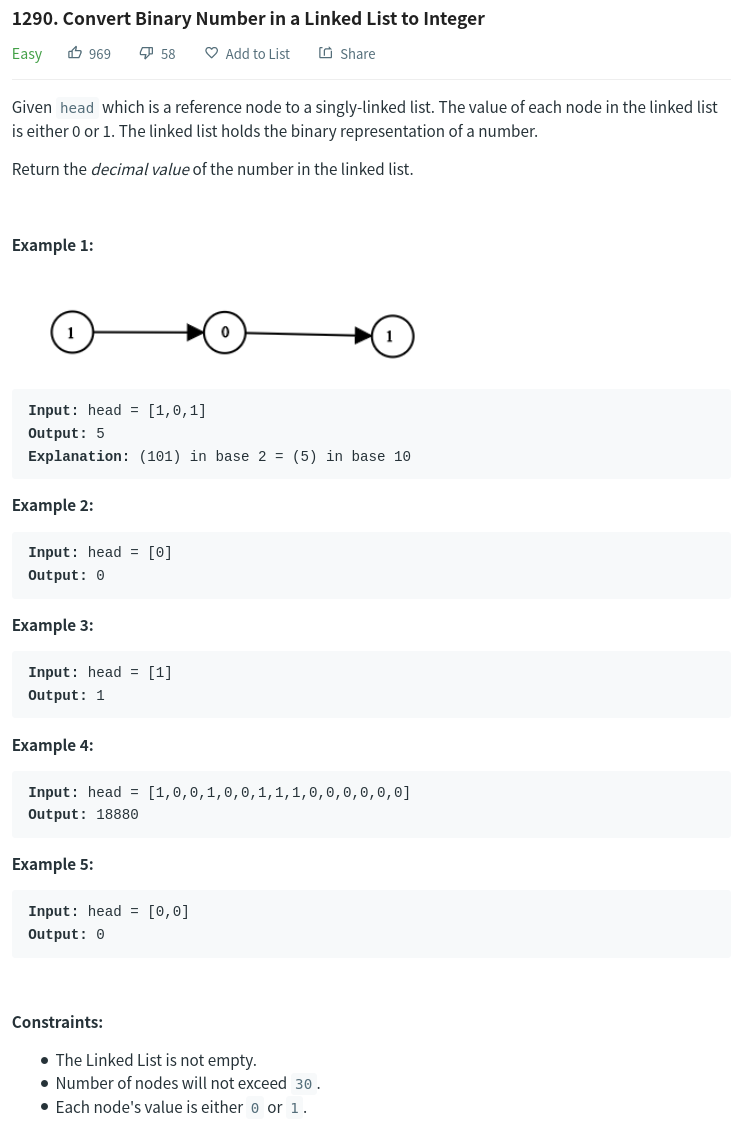 1290. Convert Binary Number in a Linked List to Integer
Easy 969 58 Add to List Share
Given head which is a reference node to a singly-linked list. The value of each node in the linked list
is either 0 or 1. The linked list holds the binary representation of a number.
Return the decimal value of the number in the linked list.
Example 1:
1 0 1
Input: head = [1,0,1]
Output: 5
Explanation: (101) in base 2 = (5) in base 10
Example 2:
Input: head = [0]
Output: 0
Example 3:
Input: head = [1]
Output: 1
Example 4:
Input: head = [1,0,0,1,0,0,1,1,1,0,0,0,0,0,0]
Output: 18880
Example 5:
Input: head = [0,0]
Output: 0
Constraints:
• The Linked List is not empty.
• Number of nodes will not exceed 30.
• Each node's value is either 0 or 1.